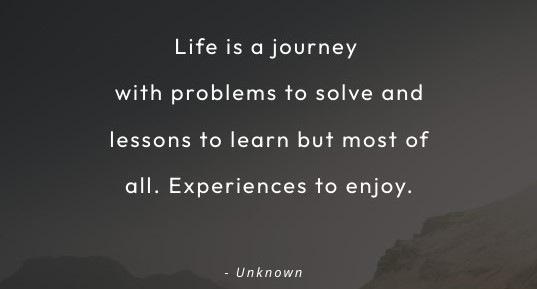 Life is a journey
with problems to solve and
lessons to learn but most of
all. Experiences to enjoy.
- Unknown